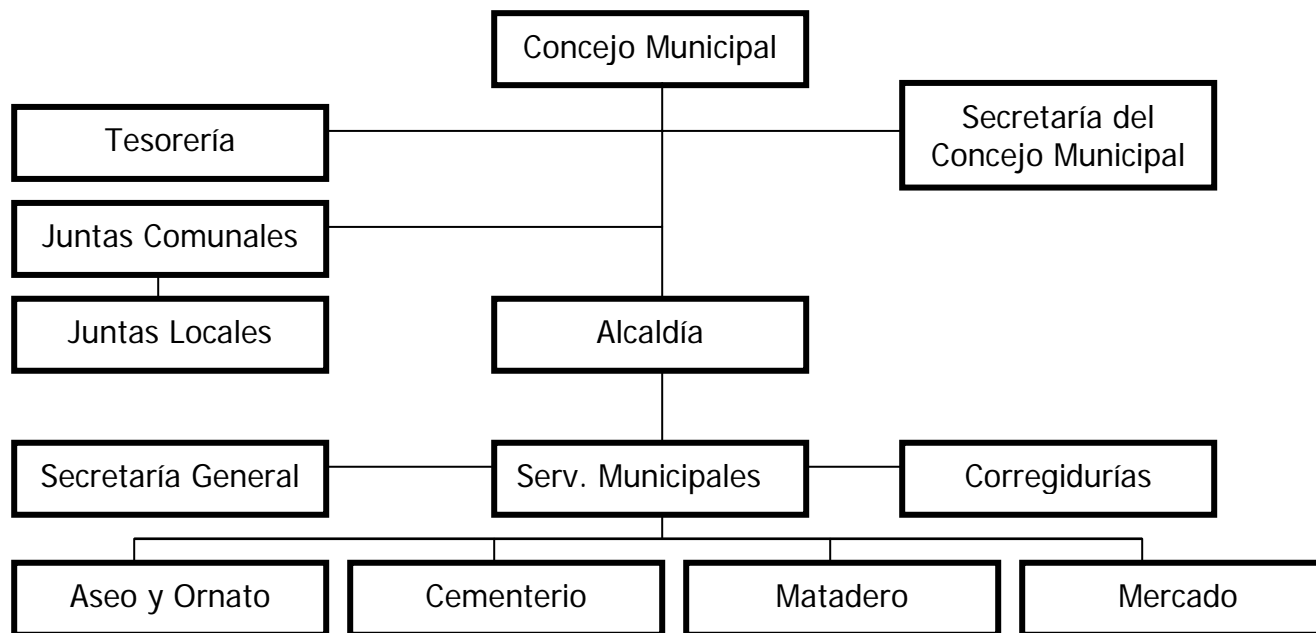 Concejo Municipal
Tesorería
Secretaría del
Concejo Municipal
Juntas Comunales
Juntas Locales
Alcaldía
Secretaría General
Serv. Municipales
Corregidurías
Aseo y Ornato
Cementerio
Matadero
Mercado